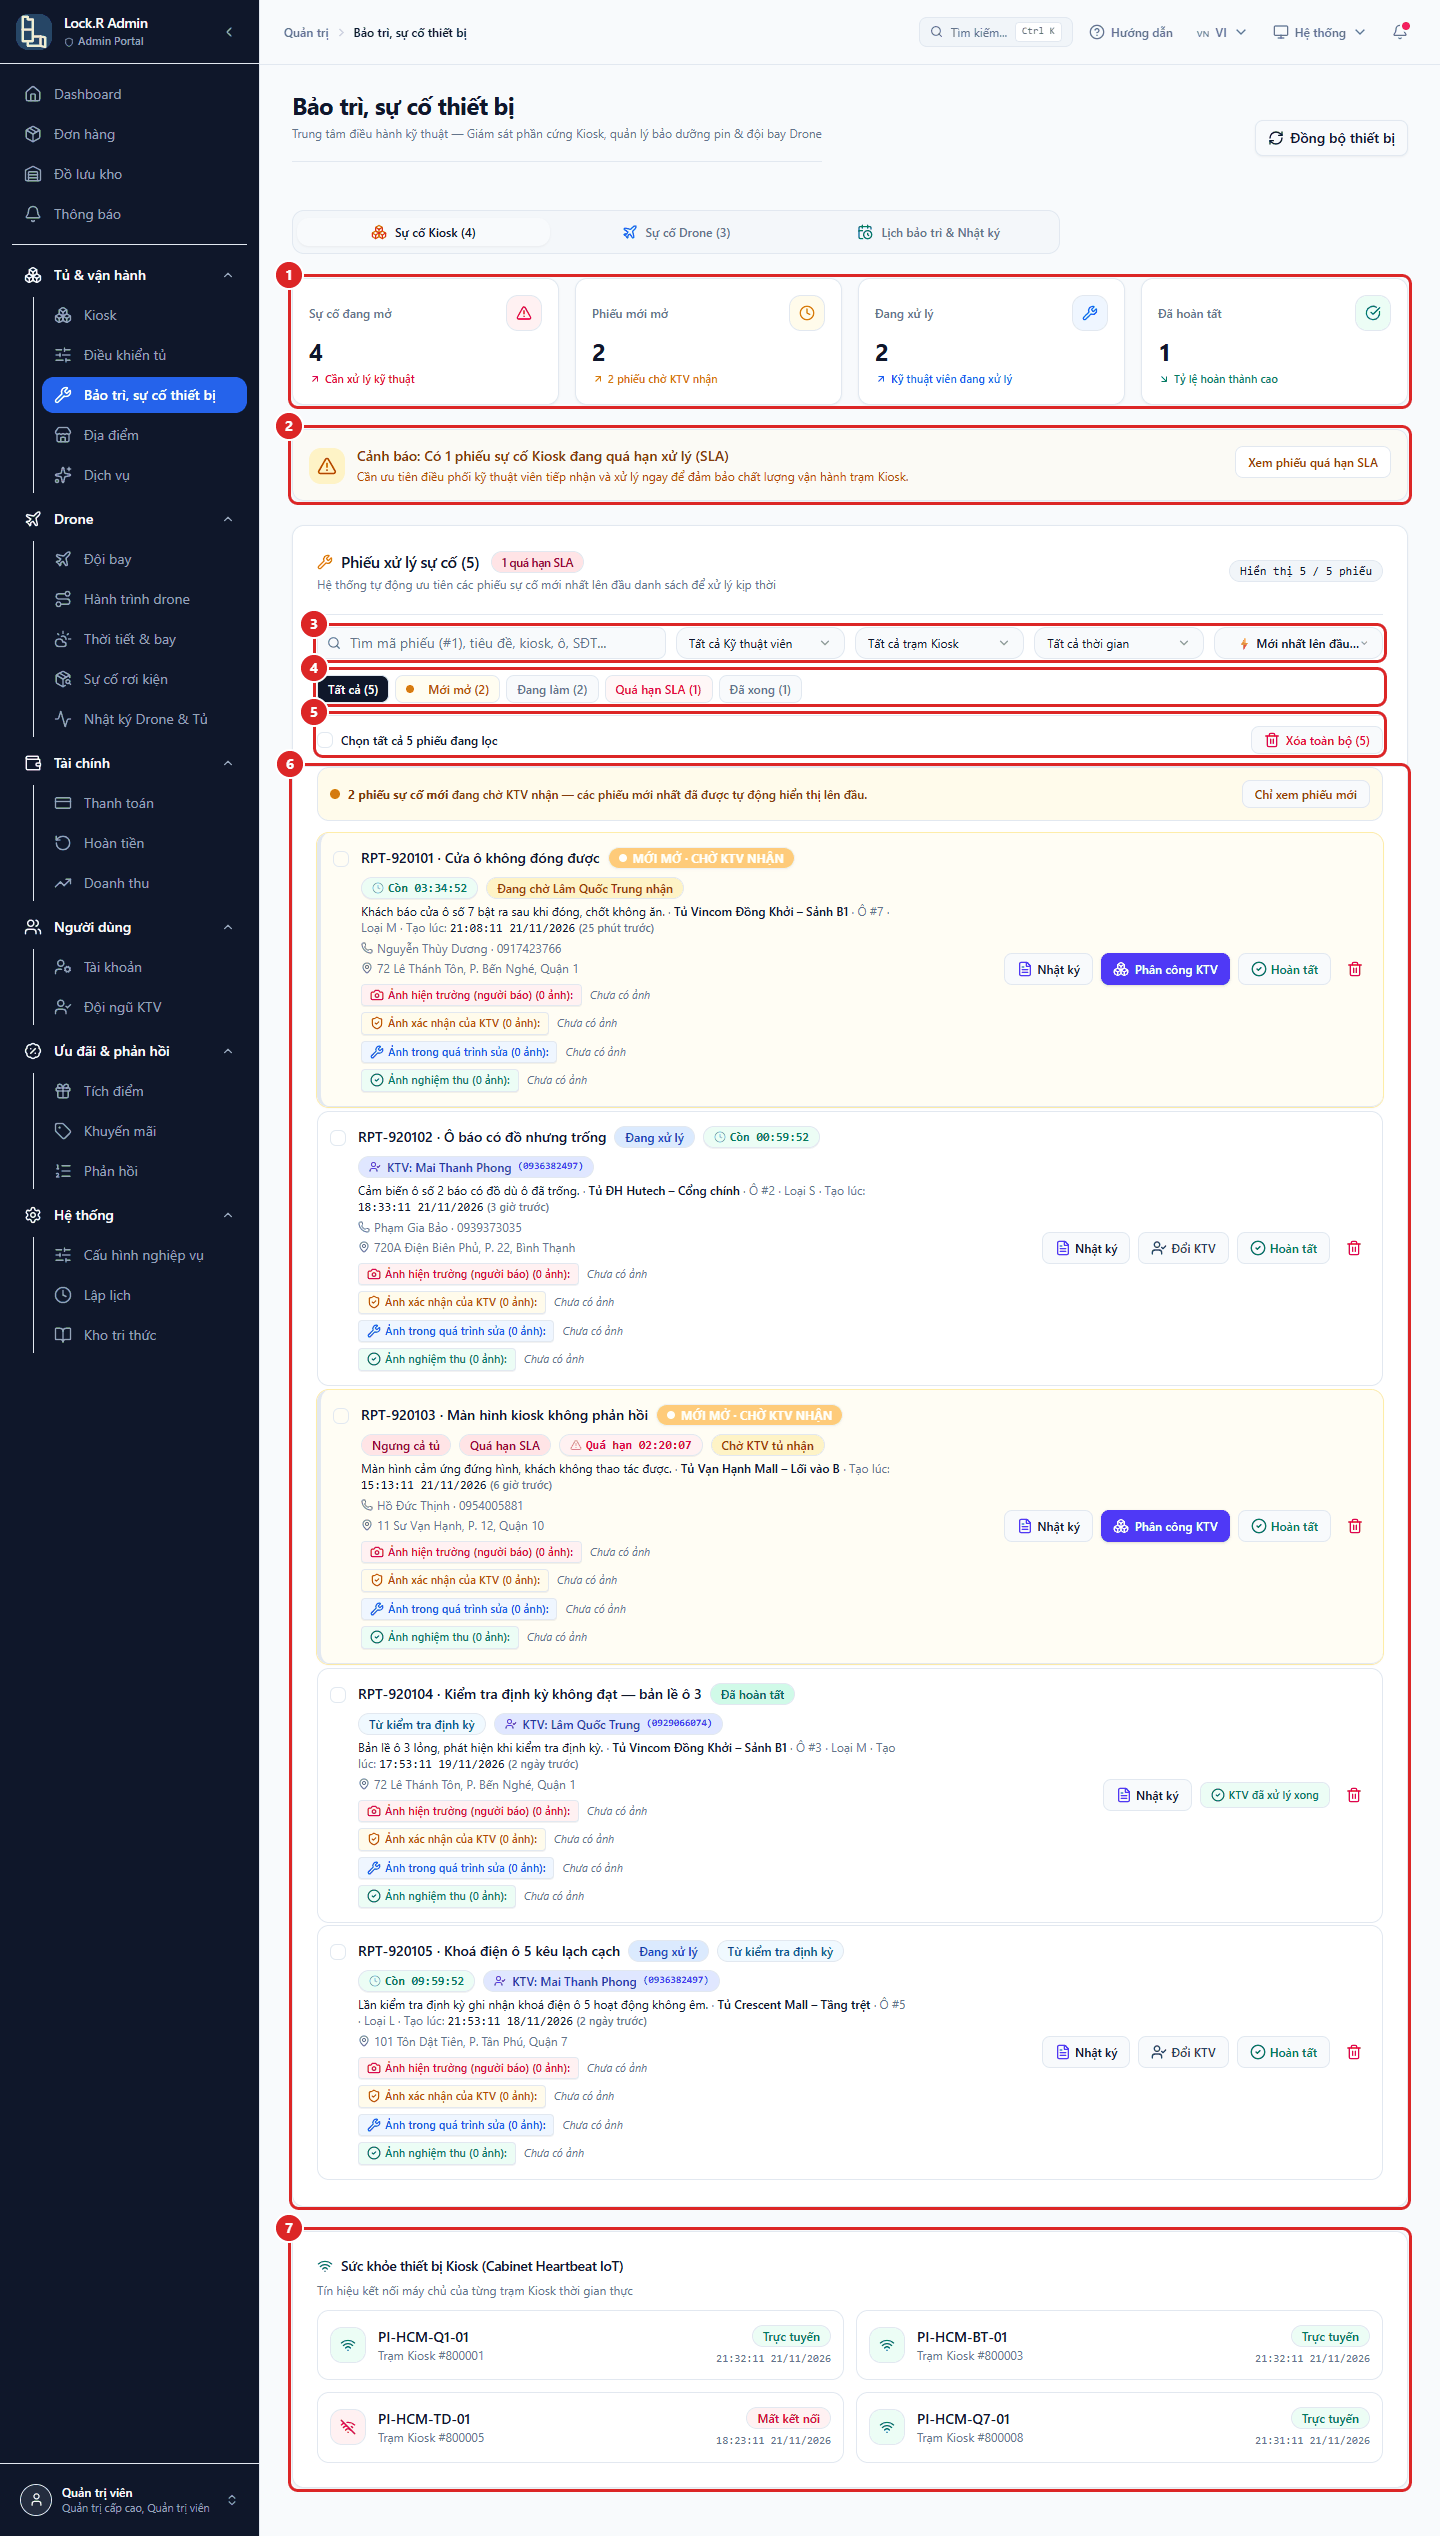 Lock.R Admin
Admin Portal
Dashboard
Đơn hàng
Đồ lưu kho
Thông báo
Tủ & vận hành
Kiosk
Điều khiển tủ
Bảo trì, sự cố thiết bị
Địa điểm
Dịch vụ
Drone
Đội bay
Hành trình drone
Thời tiết & bay
Sự cố rơi kiện
Nhật ký Drone & Tủ
Tài chính
Thanh toán
Hoàn tiền
Doanh thu
Người dùng
Tài khoản
Đội ngũ KTV
Ưu đãi & phản hồi
Tích điểm
Khuyến mãi
Phản hồi
Hệ thống
Cấu hình nghiệp vụ
Lập lịch
Kho tri thức
Quản trị viên
Quản trị cấp cao, Quản trị viên
Quản trị > Bảo trì, sự cố thiết bị
Tìm kiếm... Ctrl K
Hướng dẫn
VN VI
Hệ thống
Bảo trì, sự cố thiết bị
Trung tâm điều hành kỹ thuật — Giám sát phần cứng Kiosk, quản lý bảo dưỡng pin & đội bay Drone
Đồng bộ thiết bị
Sự cố Kiosk (4)
Sự cố Drone (3)
Lịch bảo trì & Nhật ký
1
Sự cố đang mở
4
Cần xử lý kỹ thuật
Phiếu mới mở
2
2 phiếu chờ KTV nhận
Đang xử lý
2
Kỹ thuật viên đang xử lý
Đã hoàn tất
1
Tỷ lệ hoàn thành cao
2
Cảnh báo: Có 1 phiếu sự cố Kiosk đang quá hạn xử lý (SLA)
Cần ưu tiên điều phối kỹ thuật viên tiếp nhận và xử lý ngay để đảm bảo chất lượng vận hành trạm Kiosk.
Xem phiếu quá hạn SLA
Phiếu xử lý sự cố (5) 1 quá hạn SLA
Hệ thống tự động ưu tiên các phiếu sự cố mới nhất lên đầu danh sách để xử lý kịp thời
Hiển thị 5 / 5 phiếu
3
Tìm mã phiếu (#1), tiêu đề, kiosk, ô, SĐT...
Tất cả Kỹ thuật viên
Tất cả trạm Kiosk
Tất cả thời gian
Mới nhất lên đầu...
4
Tất cả (5)
Mới mở (2)
Đang làm (2)
Quá hạn SLA (1)
Đã xong (1)
5
Chọn tất cả 5 phiếu đang lọc
Xóa toàn bộ (5)
6
2 phiếu sự cố mới đang chờ KTV nhận — các phiếu mới nhất đã được tự động hiển thị lên đầu.
Chỉ xem phiếu mới
RPT-920101 · Cửa ô không đóng được MỚI MỞ · CHỜ KTV NHẬN
Còn 03:34:52 Đang chờ Lâm Quốc Trung nhận
Khách báo cửa ô số 7 bật ra sau khi đóng, chốt không ăn. · Tủ Vincom Đồng Khởi – Sảnh B1 · Ô #7 ·
Loại M · Tạo lúc: 21:08:11 21/11/2026 (25 phút trước)
Nguyễn Thùy Dương · 0917423766
72 Lê Thánh Tôn, P. Bến Nghé, Quận 1
Ảnh hiện trường (người báo) (0 ảnh): Chưa có ảnh
Ảnh xác nhận của KTV (0 ảnh): Chưa có ảnh
Ảnh trong quá trình sửa (0 ảnh): Chưa có ảnh
Ảnh nghiệm thu (0 ảnh): Chưa có ảnh
Nhật ký
Phân công KTV
Hoàn tất
RPT-920102 · Ô báo có đồ nhưng trống Đang xử lý Còn 00:59:52
KTV: Mai Thanh Phong (0936382497)
Cảm biến ô số 2 báo có đồ dù ô đã trống. · Tủ ĐH Hutech – Cổng chính · Ô #2 · Loại S · Tạo lúc:
18:33:11 21/11/2026 (3 giờ trước)
Phạm Gia Bảo · 0939373035
720A Điện Biên Phủ, P. 22, Bình Thạnh
Ảnh hiện trường (người báo) (0 ảnh): Chưa có ảnh
Ảnh xác nhận của KTV (0 ảnh): Chưa có ảnh
Ảnh trong quá trình sửa (0 ảnh): Chưa có ảnh
Ảnh nghiệm thu (0 ảnh): Chưa có ảnh
Nhật ký
Đổi KTV
Hoàn tất
RPT-920103 · Màn hình kiosk không phản hồi MỚI MỞ · CHỜ KTV NHẬN
Ngưng cả tủ Quá hạn SLA Quá hạn 02:20:07 Chờ KTV tủ nhận
Màn hình cảm ứng đứng hình, khách không thao tác được. · Tủ Vạn Hạnh Mall – Lối vào B · Tạo lúc:
15:13:11 21/11/2026 (6 giờ trước)
Hồ Đức Thịnh · 0954005881
11 Sư Vạn Hạnh, P. 12, Quận 10
Ảnh hiện trường (người báo) (0 ảnh): Chưa có ảnh
Ảnh xác nhận của KTV (0 ảnh): Chưa có ảnh
Ảnh trong quá trình sửa (0 ảnh): Chưa có ảnh
Ảnh nghiệm thu (0 ảnh): Chưa có ảnh
Nhật ký
Phân công KTV
Hoàn tất
RPT-920104 · Kiểm tra định kỳ không đạt — bản lề ô 3 Đã hoàn tất
Từ kiểm tra định kỳ KTV: Lâm Quốc Trung (0929066074)
Bản lề ô 3 lỏng, phát hiện khi kiểm tra định kỳ. · Tủ Vincom Đồng Khởi – Sảnh B1 · Ô #3 · Loại M · Tạo
lúc: 17:53:11 19/11/2026 (2 ngày trước)
72 Lê Thánh Tôn, P. Bến Nghé, Quận 1
Ảnh hiện trường (người báo) (0 ảnh): Chưa có ảnh
Ảnh xác nhận của KTV (0 ảnh): Chưa có ảnh
Ảnh trong quá trình sửa (0 ảnh): Chưa có ảnh
Ảnh nghiệm thu (0 ảnh): Chưa có ảnh
Nhật ký
KTV đã xử lý xong
RPT-920105 · Khoá điện ô 5 kêu lạch cạch Đang xử lý Từ kiểm tra định kỳ
Còn 09:59:52 KTV: Mai Thanh Phong (0936382497)
Lần kiểm tra định kỳ ghi nhận khoá điện ô 5 hoạt động không êm. · Tủ Crescent Mall – Tầng trệt · Ô #5
· Loại L · Tạo lúc: 21:53:11 18/11/2026 (2 ngày trước)
101 Tôn Dật Tiên, P. Tân Phú, Quận 7
Ảnh hiện trường (người báo) (0 ảnh): Chưa có ảnh
Ảnh xác nhận của KTV (0 ảnh): Chưa có ảnh
Ảnh trong quá trình sửa (0 ảnh): Chưa có ảnh
Ảnh nghiệm thu (0 ảnh): Chưa có ảnh
Nhật ký
Đổi KTV
Hoàn tất
7
Sức khỏe thiết bị Kiosk (Cabinet Heartbeat IoT)
Tín hiệu kết nối máy chủ của từng trạm Kiosk thời gian thực
PI-HCM-Q1-01 Trực tuyến
Trạm Kiosk #800001 21:32:11 21/11/2026
PI-HCM-BT-01 Trực tuyến
Trạm Kiosk #800003 21:32:11 21/11/2026
PI-HCM-TD-01 Mất kết nối
Trạm Kiosk #800005 18:23:11 21/11/2026
PI-HCM-Q7-01 Trực tuyến
Trạm Kiosk #800008 21:31:11 21/11/2026